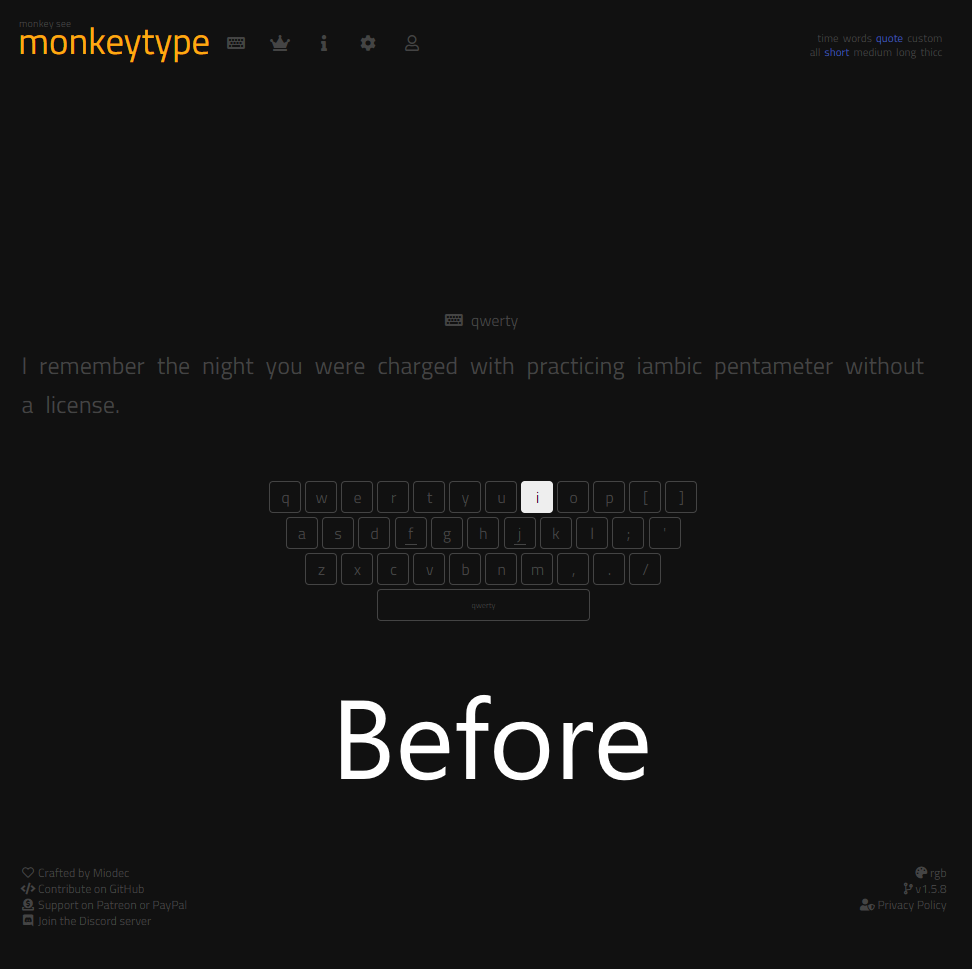 monkey see
monkeytype
time words quote custom
all short medium long thicc
qwerty
I remember the night you were charged with practicing iambic pentameter without
a license.
q w e r t y u i o p [ ]
a s d f g h j k l ; '
z x c v b n m , . /
qwerty
Before
Crafted by Miodec
Contribute on GitHub
Support on Patreon or PayPal
Join the Discord server
rgb
v1.5.8
Privacy Policy